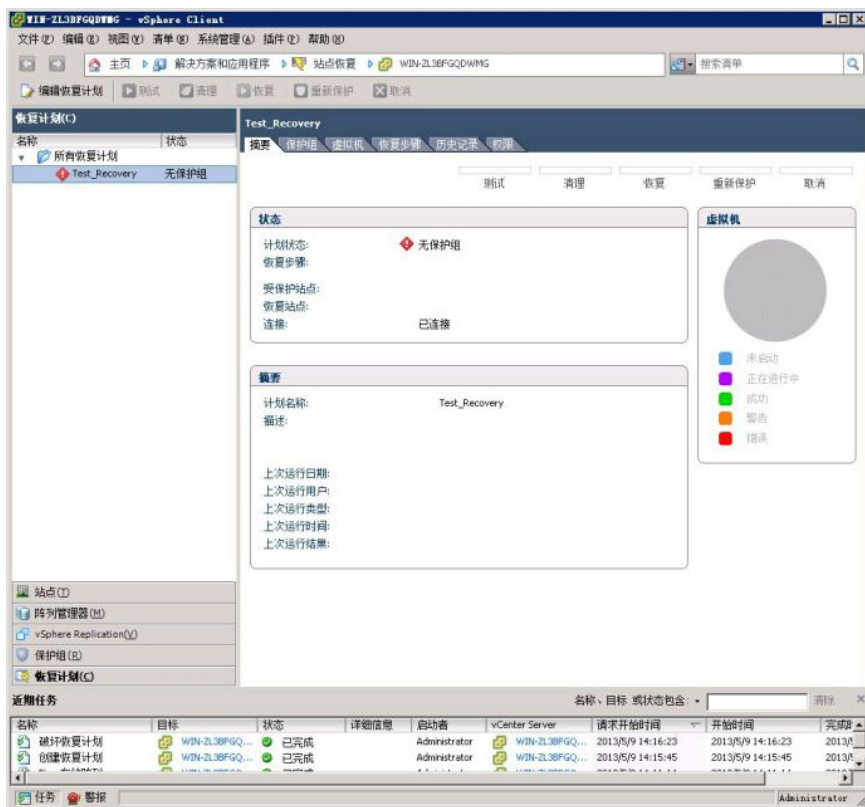 WIN-ZL3BFGQDWMG - vSphere Client
文件(F) 编辑(E) 视图(V) 清单(N) 系统管理(A) 插件(P) 帮助(H)
主页 解决方案和应用程序 站点恢复 WIN-ZL3BFGQDWMG 搜索清单
编辑恢复计划 测试 清理 恢复 重新保护 取消
恢复计划(C)
名称 状态
所有恢复计划
Test_Recovery 无保护组
Test_Recovery
摘要 保护组 虚拟机 恢复步骤 历史记录 权限
测试 清理 恢复 重新保护 取消
状态
计划状态: 无保护组
恢复步骤:
受保护站点:
恢复站点:
连接: 已连接
虚拟机
未启动
正在进行中
成功
警告
错误
摘要
计划名称: Test_Recovery
描述:
上次运行日期:
上次运行用户:
上次运行类型:
上次运行时间:
上次运行结果:
站点(T)
阵列管理器(M)
vSphere Replication(V)
保护组(R)
恢复计划(C)
近期任务 名称、目标 或状态包含: 清除
名称 目标 状态 详细信息 启动者 vCenter Server 请求开始时间 开始时间
破坏恢复计划 WIN-ZL3BFGQ... 已完成 Administrator WIN-ZL3BFGQ... 2013/5/9 14:16:23 2013/5/9 14:16:23
创建恢复计划 WIN-ZL3BFGQ... 已完成 Administrator WIN-ZL3BFGQ... 2013/5/9 14:15:45 2013/5/9 14:15:45
任务 警报 Administrator